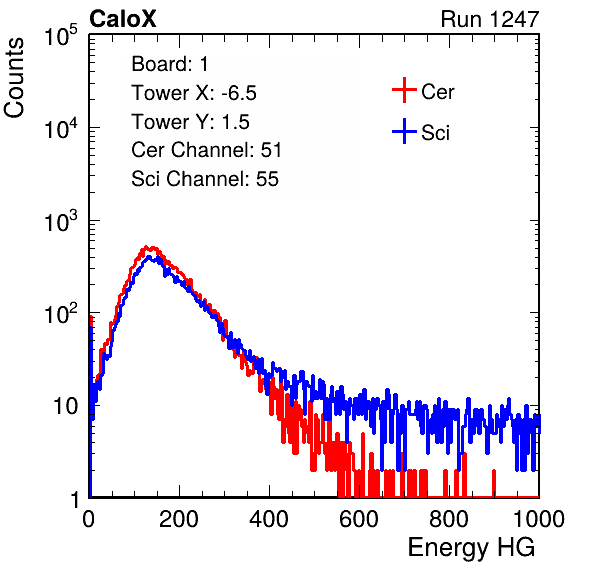 CaloX Run 1247
Counts
Board: 1
Tower X: -6.5
Tower Y: 1.5
Cer Channel: 51
Sci Channel: 55
Cer
Sci
10^5
10^4
10^3
10^2
10
1
0 200 400 600 800 1000
Energy HG